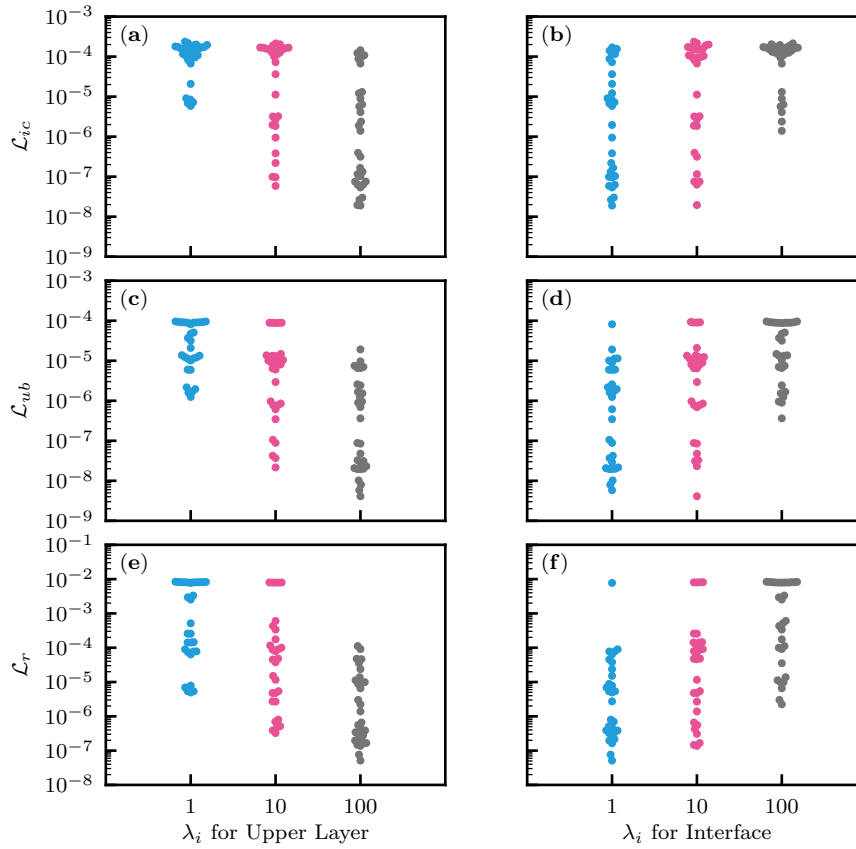 10⁻³
10⁻⁴
10⁻⁵
10⁻⁶
10⁻⁷
10⁻⁸
10⁻⁹
ℒ_ic
(a)
(b)
10⁻³
10⁻⁴
10⁻⁵
10⁻⁶
10⁻⁷
10⁻⁸
10⁻⁹
ℒ_ub
(c)
(d)
10⁻¹
10⁻²
10⁻³
10⁻⁴
10⁻⁵
10⁻⁶
10⁻⁷
10⁻⁸
ℒ_r
(e)
(f)
1 10 100
λ_i for Upper Layer
1 10 100
λ_i for Interface